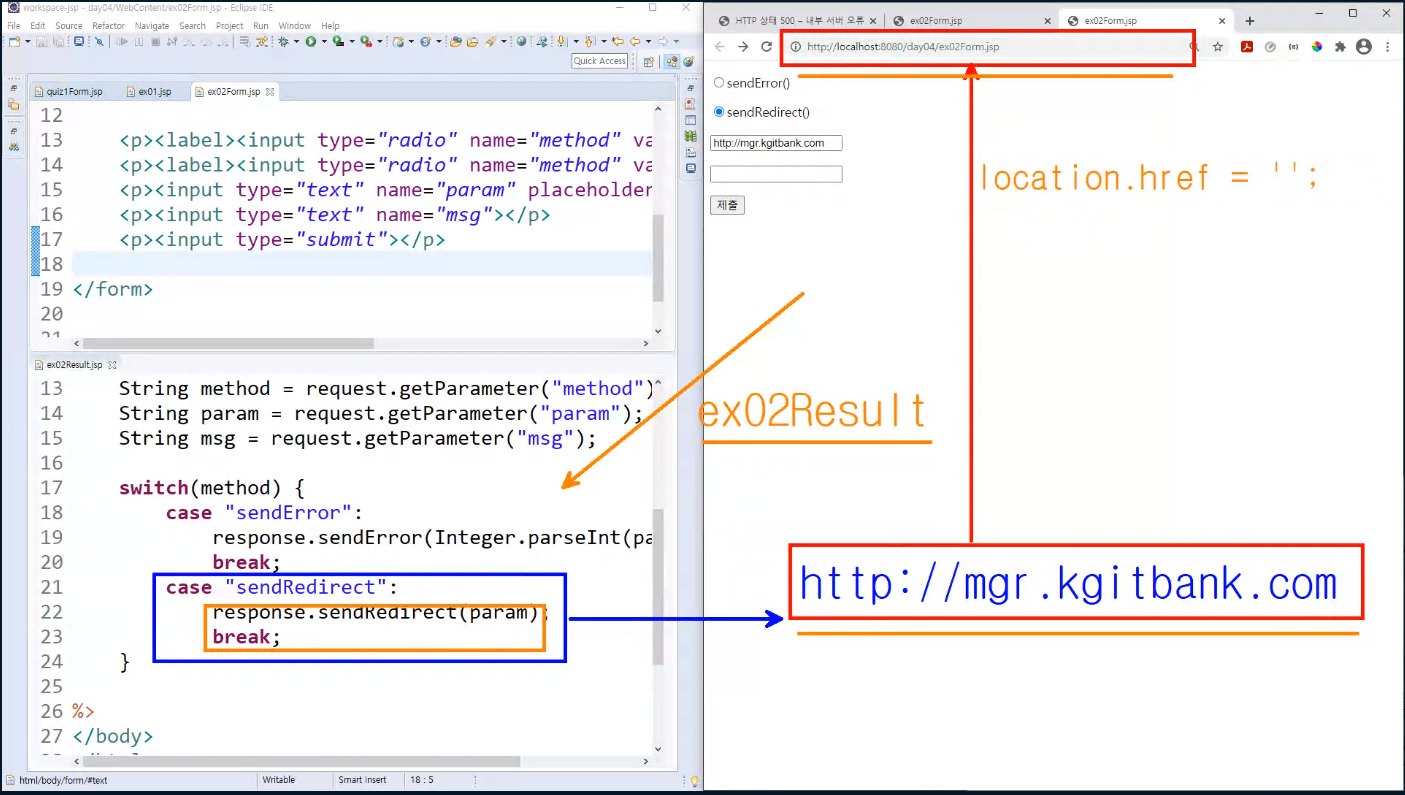 workspace-jsp - day04/WebContent/ex02Form.jsp - Eclipse IDE
File Edit Source Refactor Navigate Search Project Run Window Help
Quick Access
quiz1Form.jsp ex01.jsp ex02Form.jsp
12
13 <p><label><input type="radio" name="method" va
14 <p><label><input type="radio" name="method" va
15 <p><input type="text" name="param" placeholder
16 <p><input type="text" name="msg"></p>
17 <p><input type="submit"></p>
18
19 </form>
20
21
ex02Result.jsp
13 String method = request.getParameter("method")
14 String param = request.getParameter("param");
15 String msg = request.getParameter("msg");
16
17 switch(method) {
18 case "sendError":
19 response.sendError(Integer.parseInt(pa
20 break;
21 case "sendRedirect":
22 response.sendRedirect(param);
23 break;
24 }
25
26 %>
27 </body>
html/body/form/#text Writable Smart Insert 18 : 5
HTTP 상태 500 – 내부 서버 오류 ex02Form.jsp ex02Form.jsp
http://localhost:8080/day04/ex02Form.jsp
sendError()
sendRedirect()
http://mgr.kgitbank.com
제출
location.href = '';
ex02Result
http://mgr.kgitbank.com